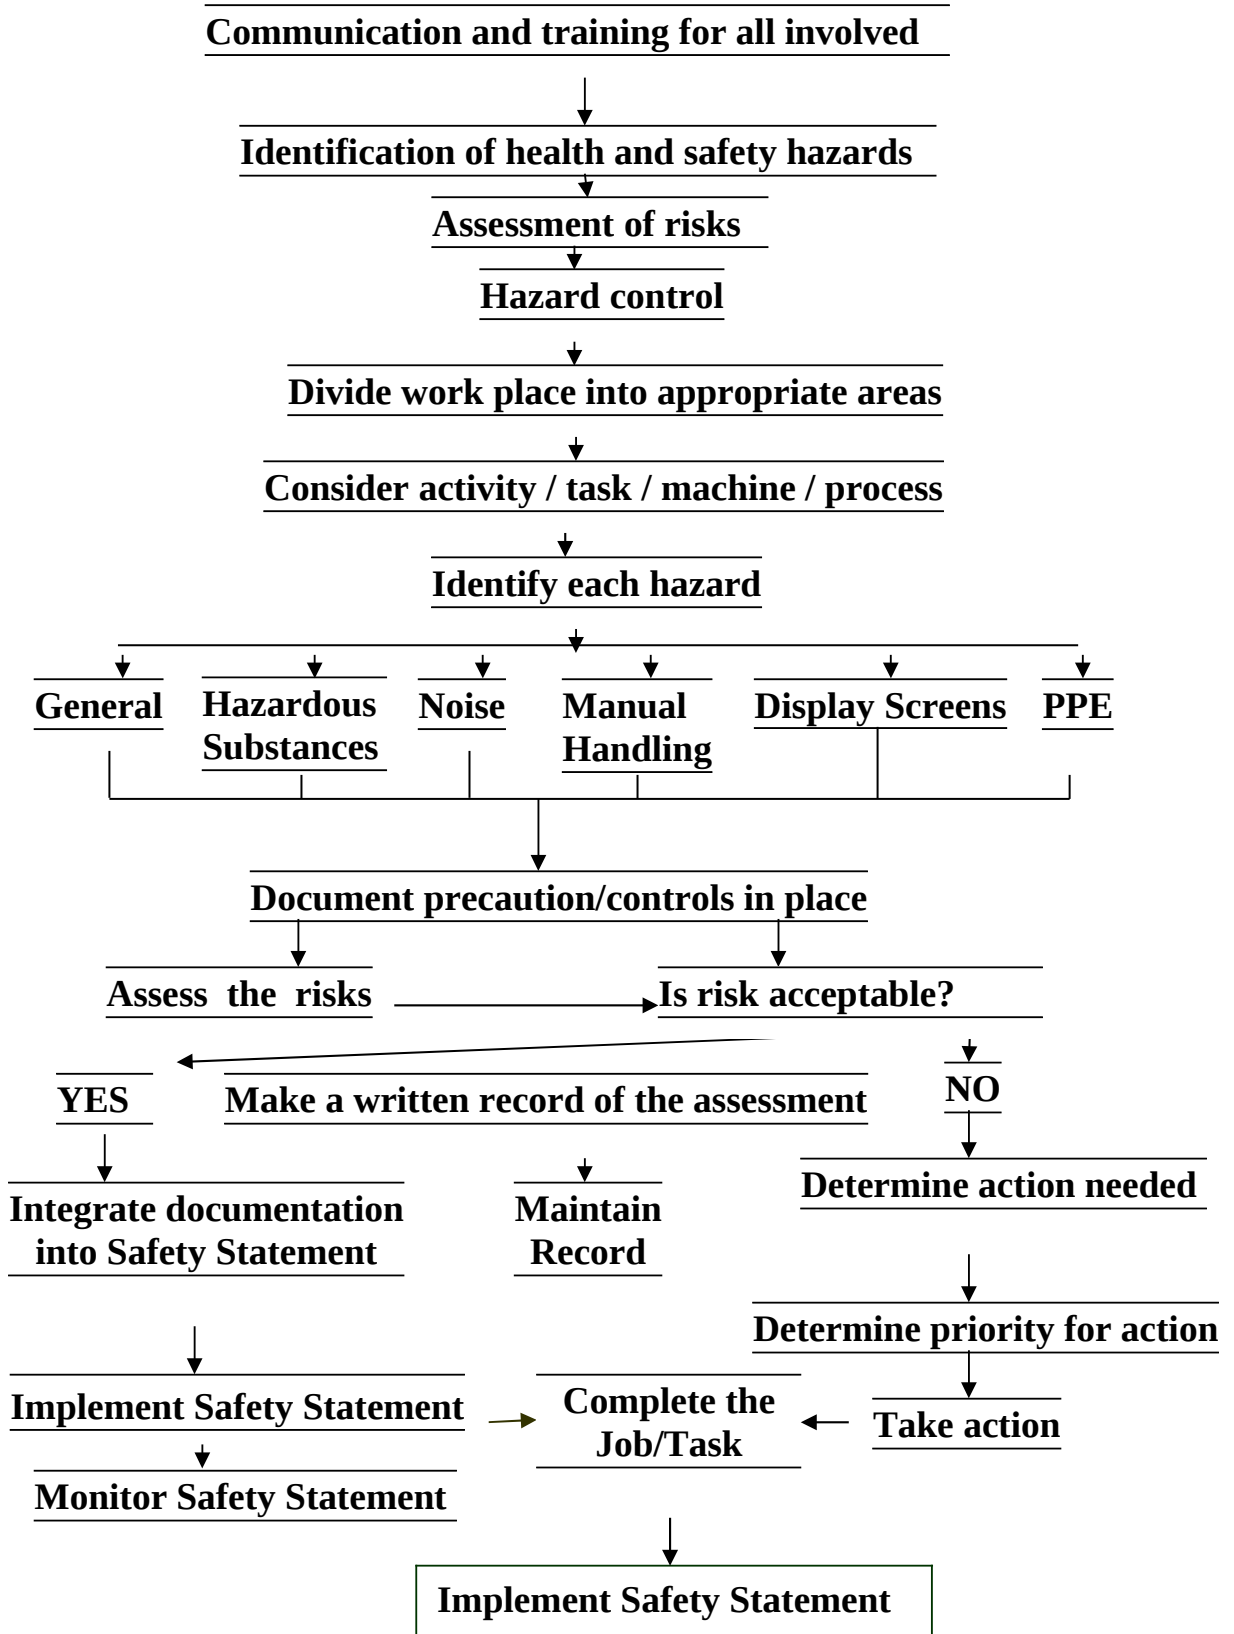 Communication and training for all involved
Identification of health and safety hazards
Assessment of risks
Hazard control
Divide work place into appropriate areas
Consider activity / task / machine / process
Identify each hazard
General
Hazardous
Substances
Noise
Manual
Handling
Display Screens
PPE
Document precaution/controls in place
Assess the risks
Is risk acceptable?
YES
Make a written record of the assessment
NO
Integrate documentation
into Safety Statement
Maintain
Record
Determine action needed
Determine priority for action
Implement Safety Statement
Complete the
Job/Task
Take action
Monitor Safety Statement
Implement Safety Statement